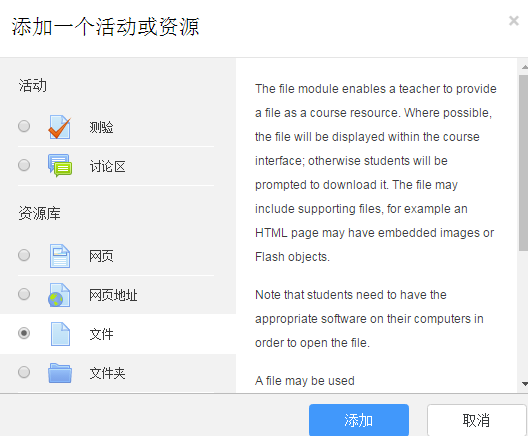 添加一个活动或资源
×
活动
测验
讨论区
资源库
网页
网页地址
文件
文件夹
The file module enables a teacher to provide
a file as a course resource. Where possible,
the file will be displayed within the course
interface; otherwise students will be
prompted to download it. The file may
include supporting files, for example an
HTML page may have embedded images or
Flash objects.
Note that students need to have the
appropriate software on their computers in
order to open the file.
A file may be used
添加
取消